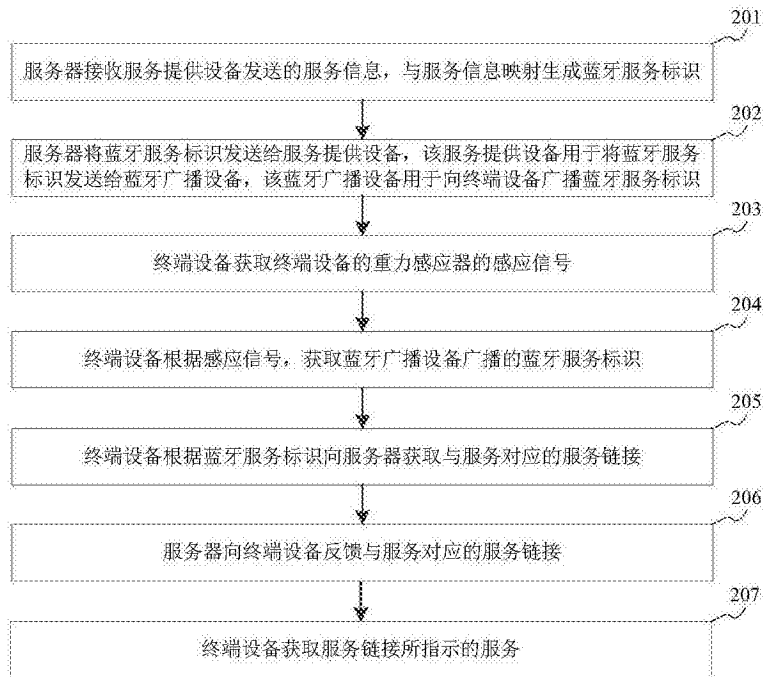 201
服务器接收服务提供设备发送的服务信息，与服务信息映射生成蓝牙服务标识
202
服务器将蓝牙服务标识发送给服务提供设备，该服务提供设备用于将蓝牙服务
标识发送给蓝牙广播设备，该蓝牙广播设备用于向终端设备广播蓝牙服务标识
203
终端设备获取终端设备的重力感应器的感应信号
204
终端设备根据感应信号，获取蓝牙广播设备广播的蓝牙服务标识
205
终端设备根据蓝牙服务标识向服务器获取与服务对应的服务链接
206
服务器向终端设备反馈与服务对应的服务链接
207
终端设备获取服务链接所指示的服务